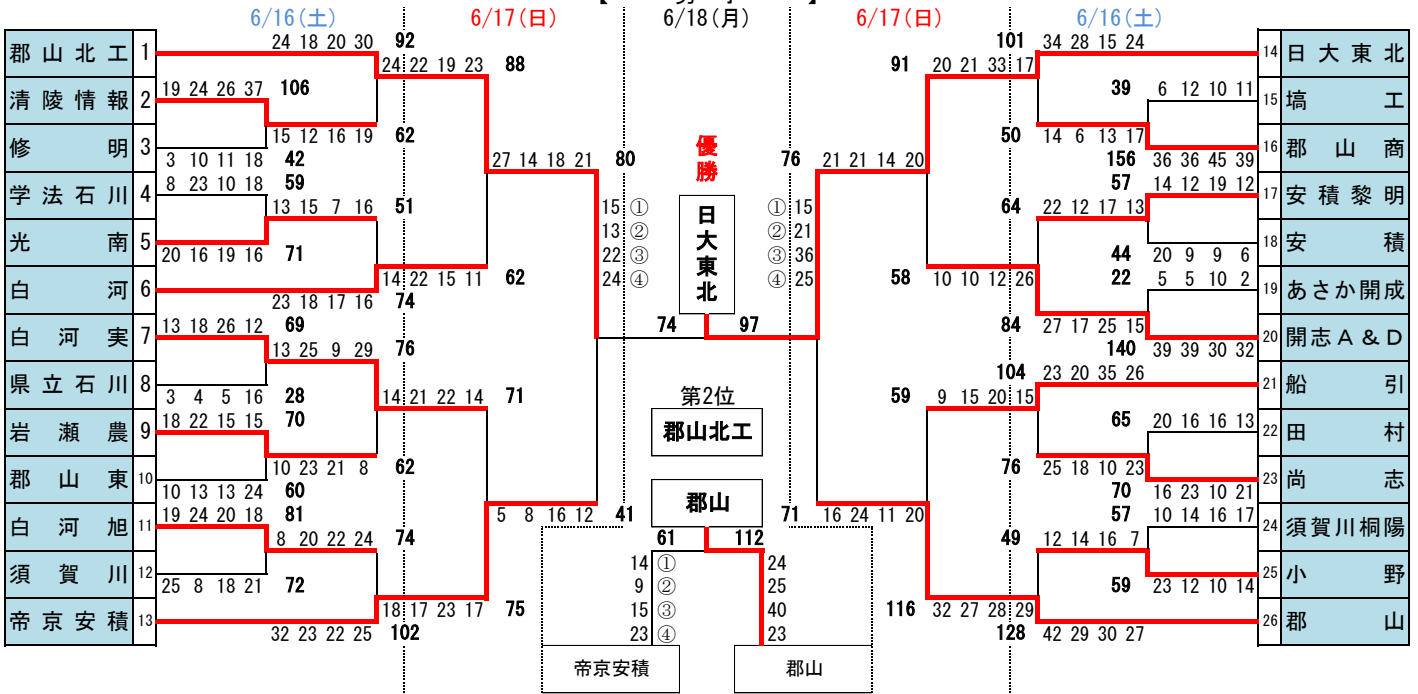 【 】
6/16(土) 6/17(日) 6/18(月) 6/17(日) 6/16(土)
郡山北工 1
清陵情報 2
修明 3
学法石川 4
光南 5
白河 6
白河実 7
県立石川 8
岩瀬農 9
郡山東 10
白河旭 11
須賀川 12
帝京安積 13
24 18 20 30 92
19 24 26 37 106
15 12 16 19 62
3 10 11 18 42
8 23 10 18 59
13 15 7 16 51
20 16 19 16 71
23 18 17 16 74
13 18 26 12 69
13 25 9 29 76
3 4 5 16 28
18 22 15 15 70
10 23 21 8 62
10 13 13 24 60
19 24 20 18 81
8 20 22 24 74
25 8 18 21 72
32 23 22 25 102
24 22 19 23 88
14 22 15 11 62
14 21 22 14 71
18 17 23 17 75
27 14 18 21 80
5 8 16 12 41
優勝
日大東北
15 ① ① 15
13 ② ② 21
22 ③ ③ 36
24 ④ ④ 25
74 97
第2位
郡山北工
郡山
61 112
14 ① 24
9 ② 25
15 ③ 40
23 ④ 23
帝京安積 郡山
76 21 21 14 20
71 16 24 11 20
91 20 21 33 17
58 10 10 12 26
59 9 15 20 15
116 32 27 28 29
101 34 28 15 24
39 6 12 10 11
50 14 6 13 17
156 36 36 45 39
57 14 12 19 12
64 22 12 17 13
44 20 9 9 6
22 5 5 10 2
84 27 17 25 15
140 39 39 30 32
104 23 20 35 26
65 20 16 16 13
76 25 18 10 23
70 16 23 10 21
57 10 14 16 17
49 12 14 16 7
59 23 12 10 14
128 42 29 30 27
14 日大東北
15 塙工
16 郡山商
17 安積黎明
18 安積
19 あさか開成
20 開志A&D
21 船引
22 田村
23 尚志
24 須賀川桐陽
25 小野
26 郡山